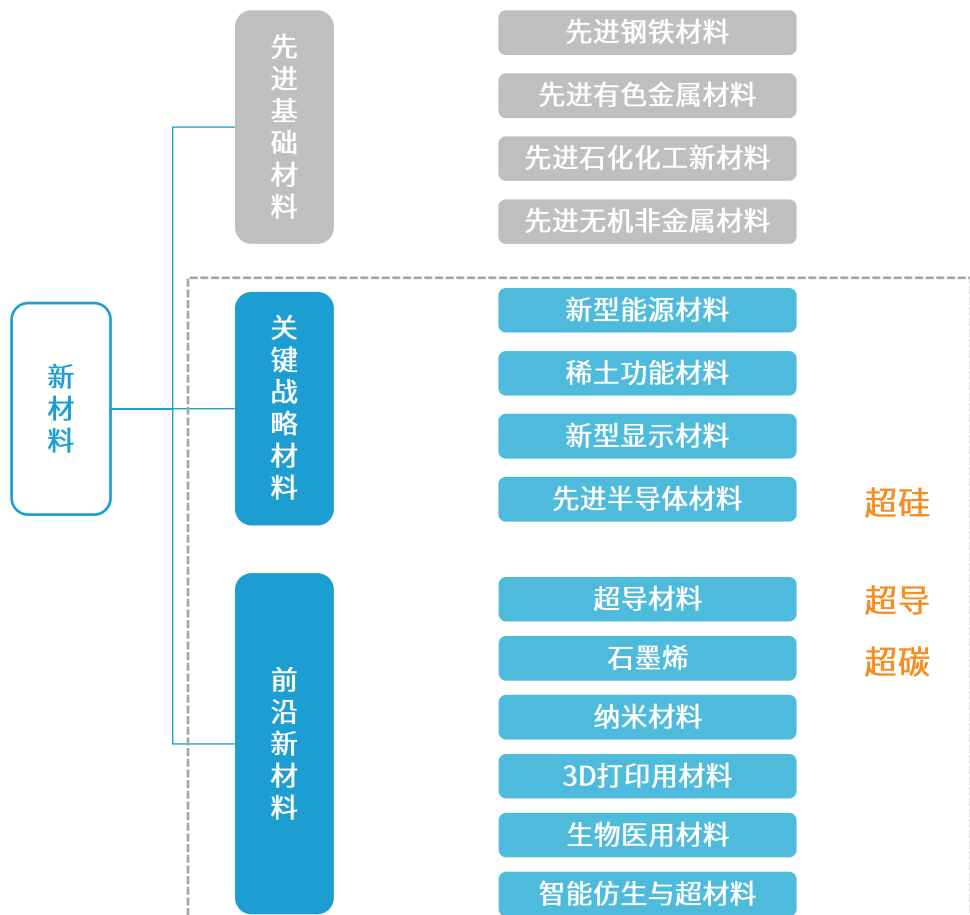 新材料
先进基础材料
先进钢铁材料
先进有色金属材料
先进石化化工新材料
先进无机非金属材料
关键战略材料
新型能源材料
稀土功能材料
新型显示材料
先进半导体材料
超硅
前沿新材料
超导材料
超导
石墨烯
超碳
纳米材料
3D打印用材料
生物医用材料
智能仿生与超材料